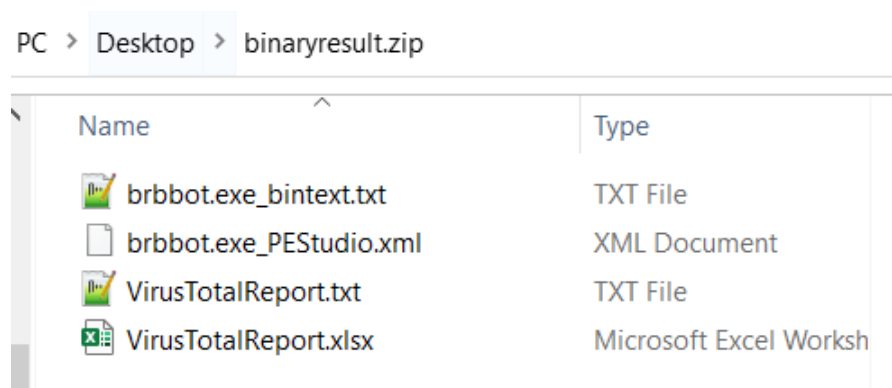 PC > Desktop > binaryresult.zip
Name Type
brbbot.exe_bintext.txt TXT File
brbbot.exe_PEStudio.xml XML Document
VirusTotalReport.txt TXT File
VirusTotalReport.xlsx Microsoft Excel Worksh